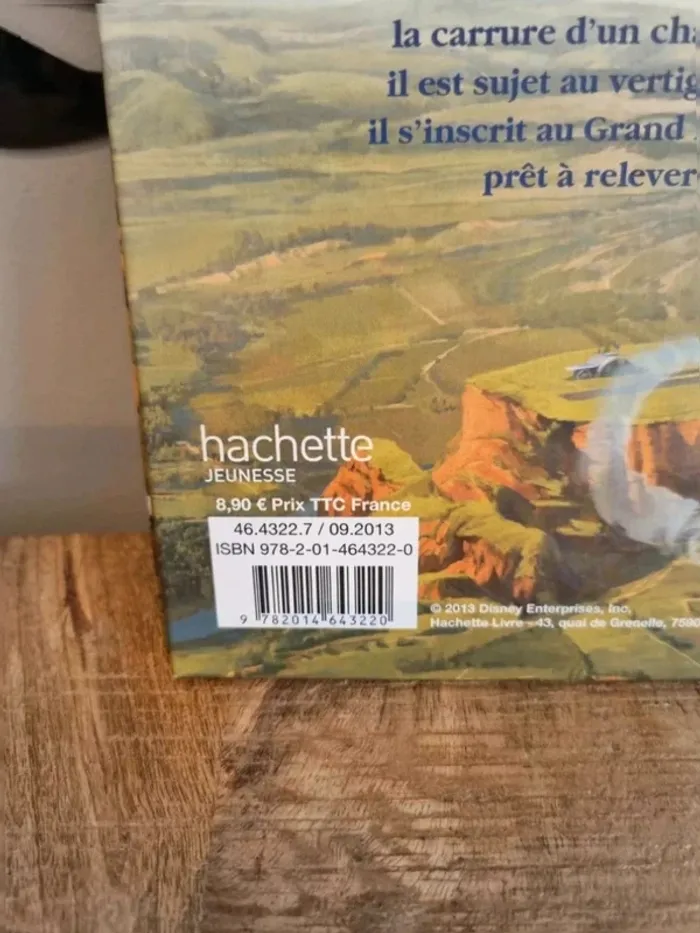 la carrure d'un
il est sujet au
il s'inscrit au Grand
prêt à relever
hachette
JEUNESSE
8,90 € Prix TTC France
46.4322.7 / 09.2013
ISBN 978-2-01-464322-0
9 782014 643220
© 2013 Disney Enterprises, Inc.
Hachette Livre - 43, quai de Grenelle,